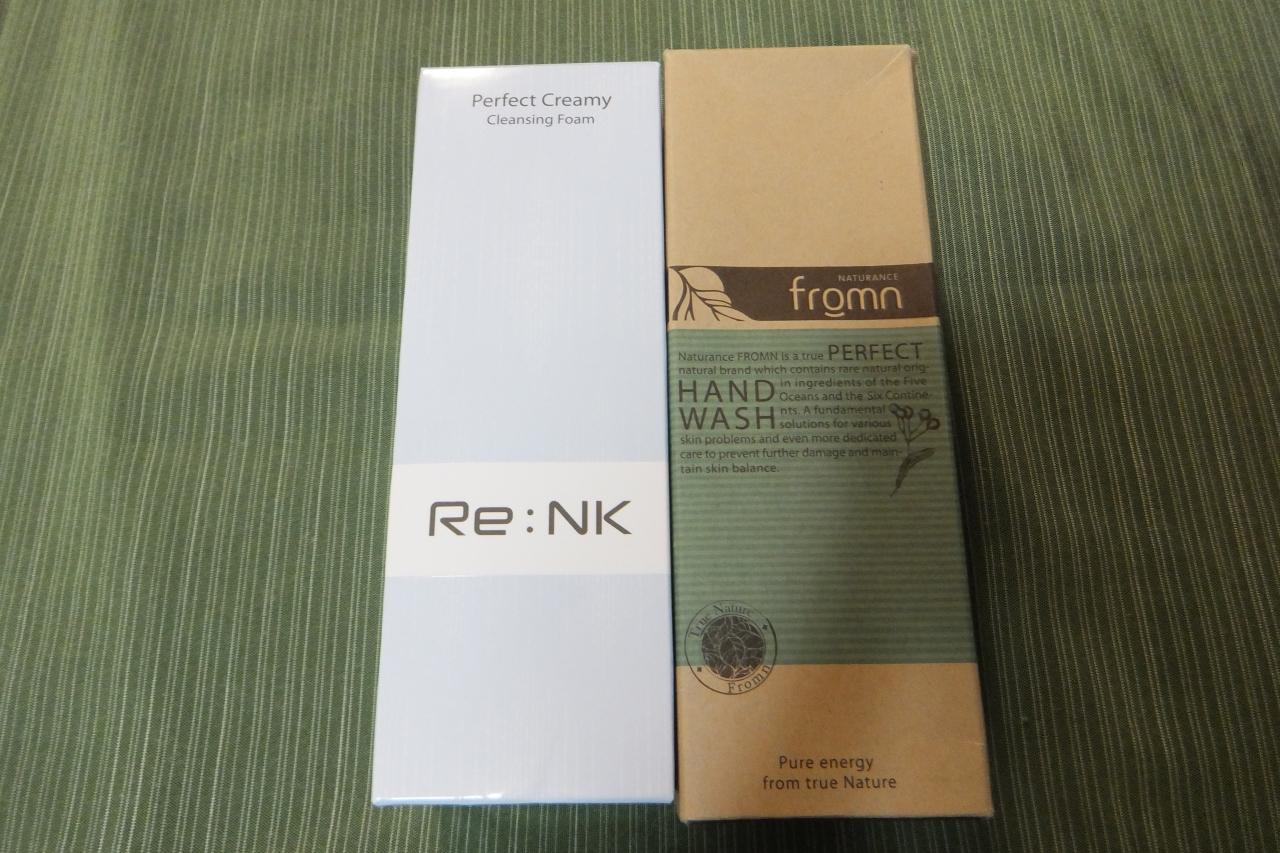 Perfect Creamy
Cleansing Foam
Re:NK
NATURANCE
fromn
Naturance FROMN is a true PERFECT
natural brand which contains rare natural orig-
HAND in ingredients of the Five
Oceans and the Six Contine-
WASH nts. A fundamental
solutions for various
skin problems and even more dedicated
care to prevent further damage and main-
tain skin balance.
True Nature
Fromn
Pure energy
from true Nature